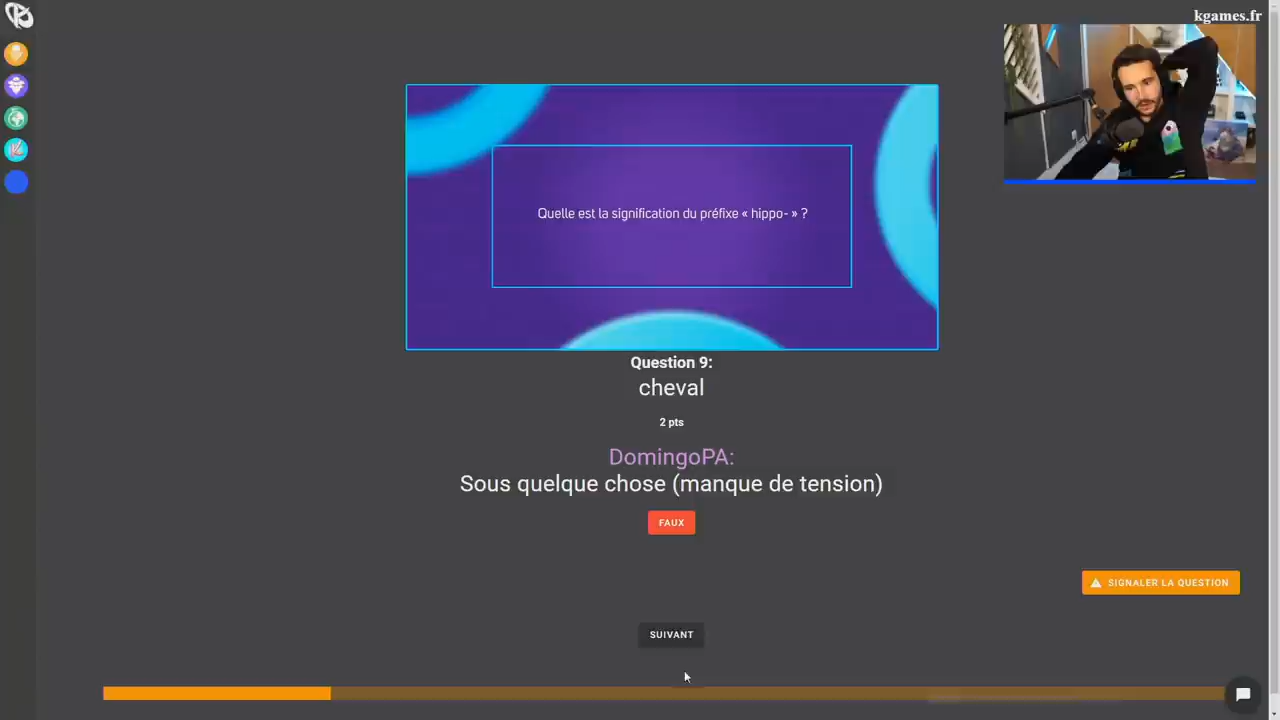 kgames.fr
Quelle est la signification du préfixe « hippo- » ?
Question 9:
cheval
2 pts
DomingoPA:
Sous quelque chose (manque de tension)
FAUX
SIGNALER LA QUESTION
SUIVANT